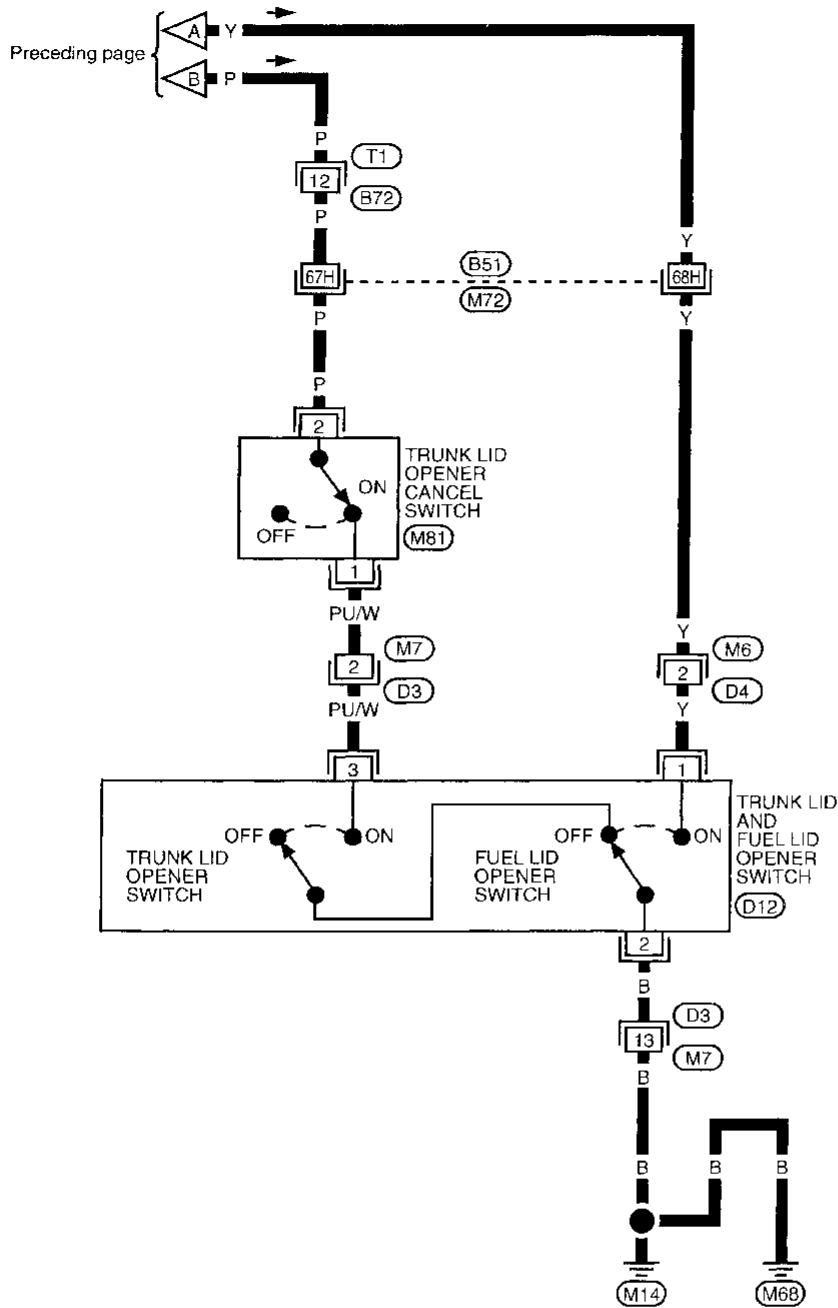 A Y
Preceding page
B P
P
T1
12
B72
P
Y
67H
B51
M72
68H
P
Y
P
2
TRUNK LID
OPENER
CANCEL
SWITCH
ON
OFF
M81
1
PU/W
Y
2
M7
D3
2
M6
D4
PU/W
Y
3
1
OFF
ON
OFF
ON
TRUNK LID
OPENER
SWITCH
FUEL LID
OPENER
SWITCH
TRUNK LID
AND
FUEL LID
OPENER
SWITCH
D12
2
B
D3
13
M7
B
B
B
B
M14
M68